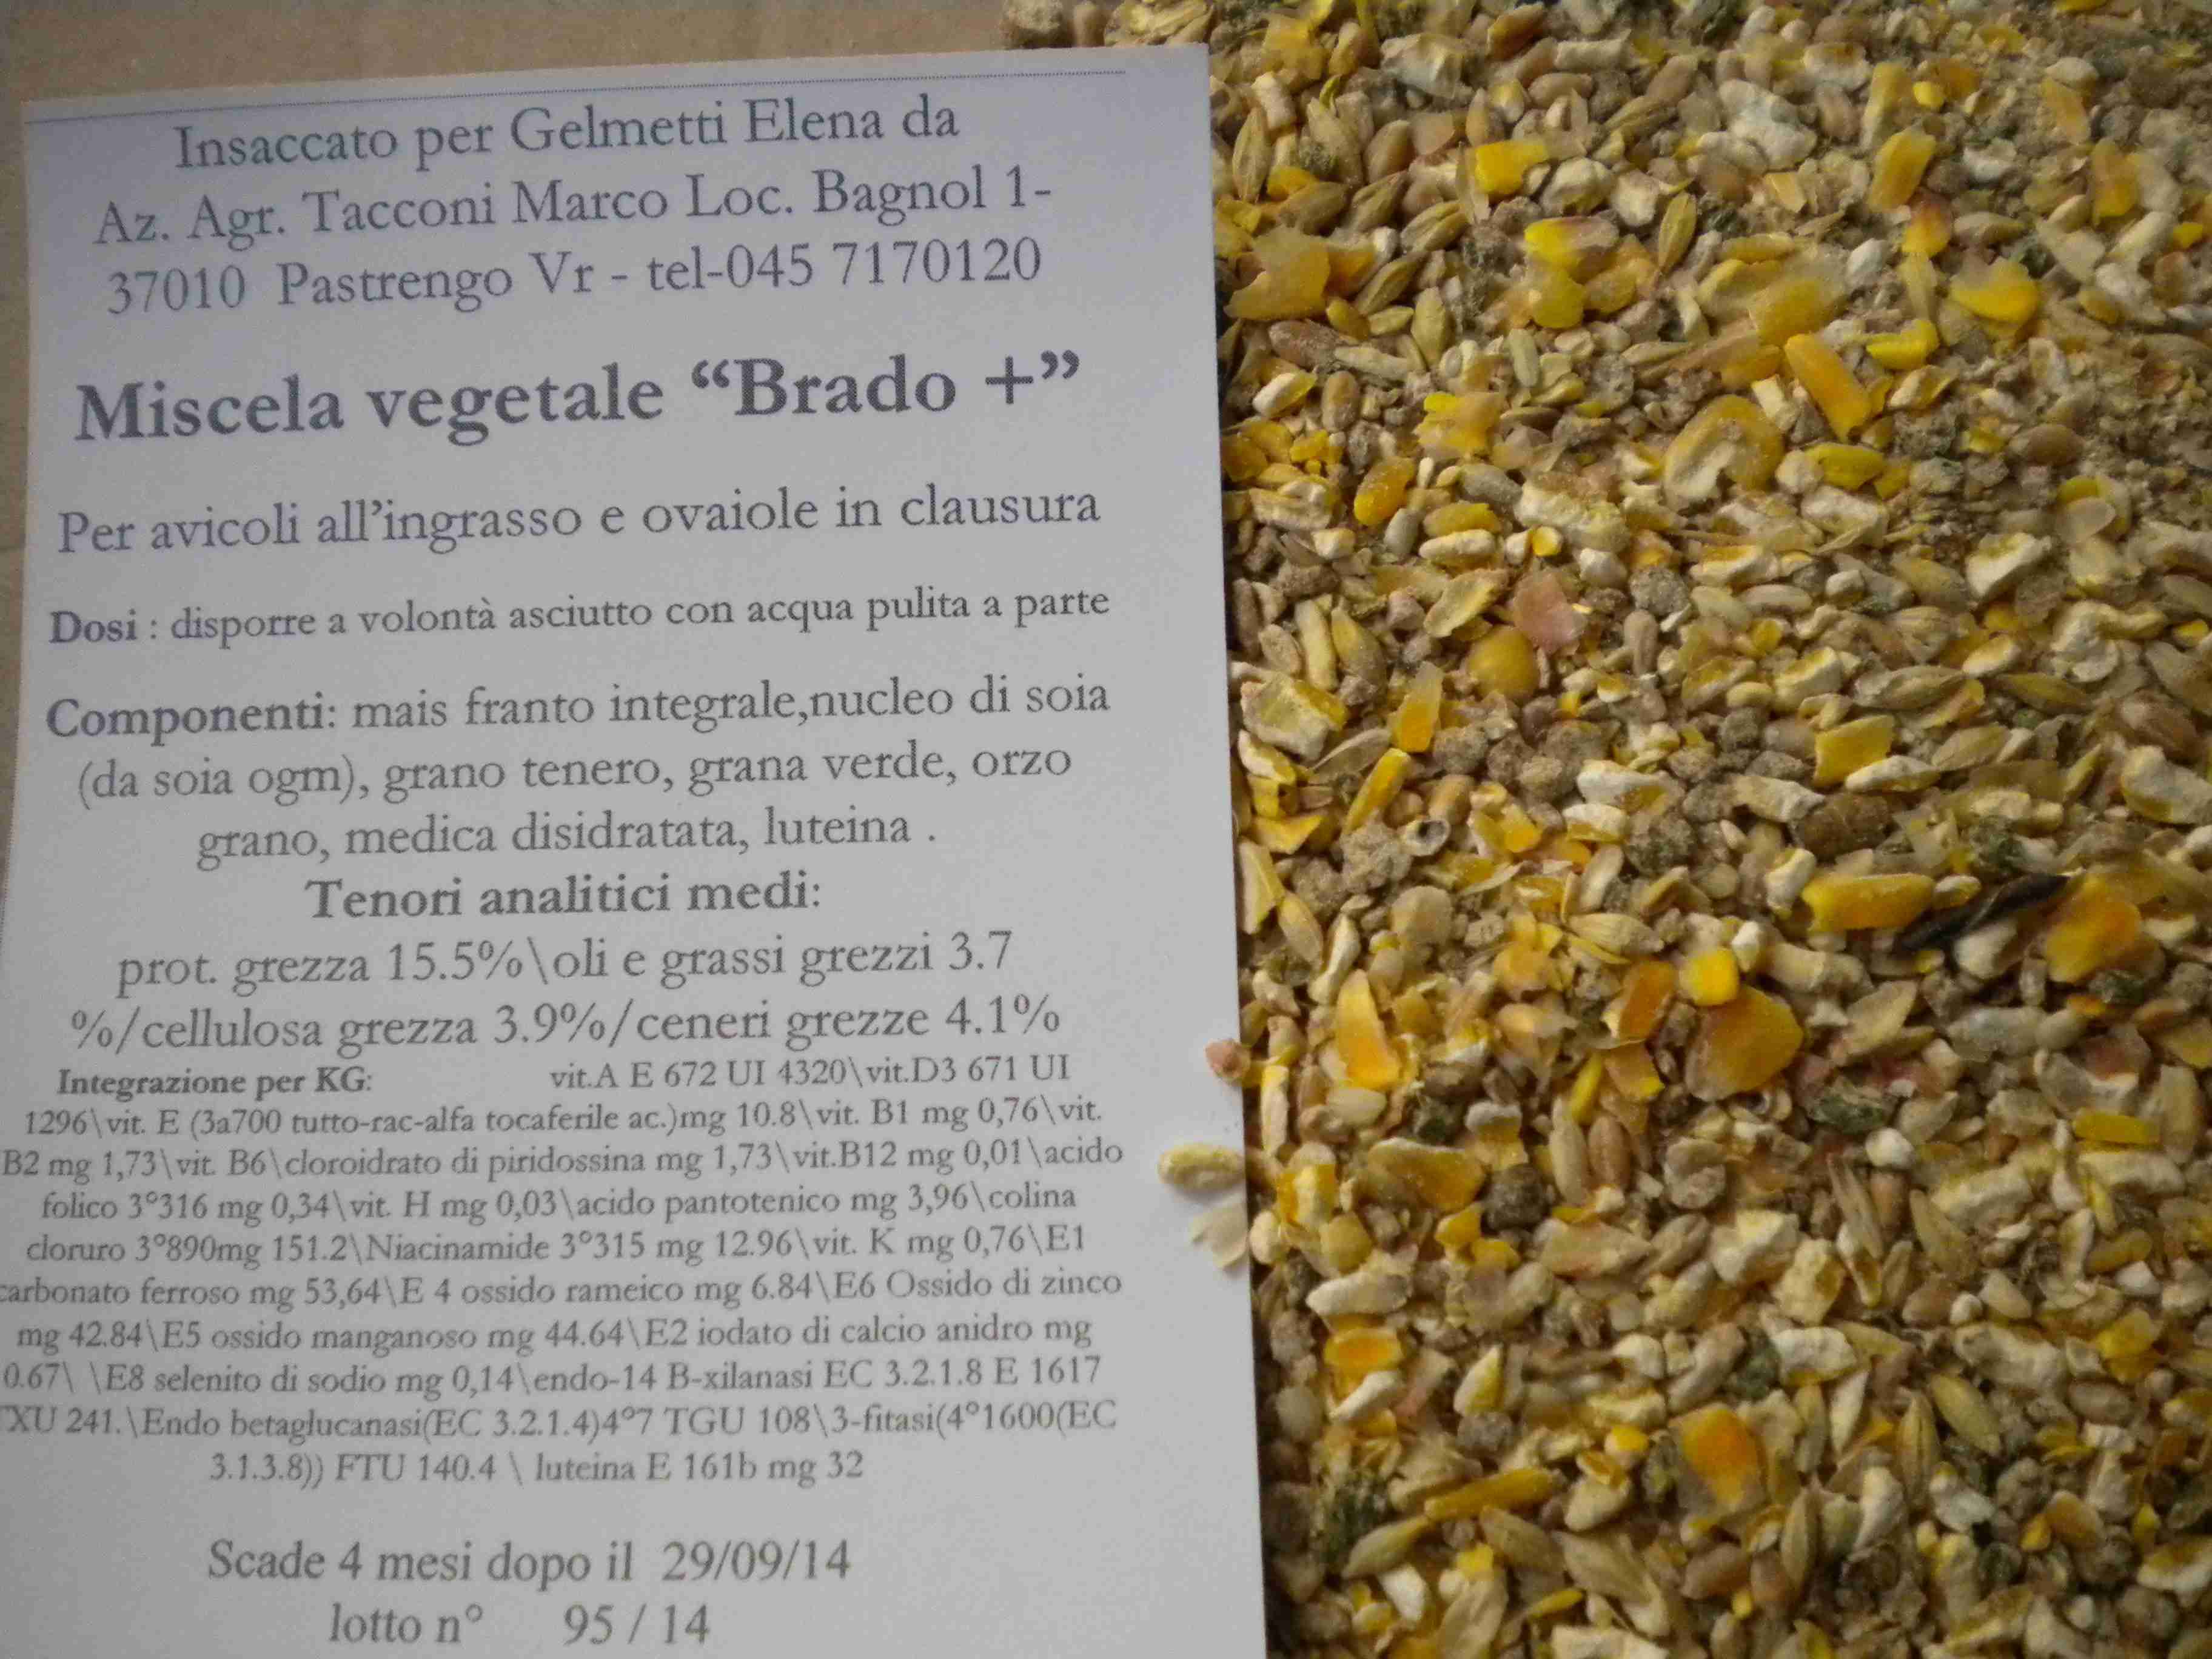 Insaccato per Gelmetti Elena da
Az. Agr. Tacconi Marco Loc. Bagnol 1-
37010 Pastrengo Vr - tel-045 7170120
Miscela vegetale “Brado +”
Per avicoli all’ingrasso e ovaiole in clausura
Dosi : disporre a volontà asciutto con acqua pulita a parte
Componenti: mais franto integrale,nucleo di soia
(da soia ogm), grano tenero, grana verde, orzo
grano, medica disidratata, luteina .
Tenori analitici medi:
prot. grezza 15.5%\oli e grassi grezzi 3.7
%/cellulosa grezza 3.9%/ceneri grezze 4.1%
Integrazione per KG: vit.A E 672 UI 4320\vit.D3 671 UI
1296\vit. E (3a700 tutto-rac-alfa tocaferile ac.)mg 10.8\vit. B1 mg 0,76\vit.
B2 mg 1,73\vit. B6\cloroidrato di piridossina mg 1,73\vit.B12 mg 0,01\acido
folico 3°316 mg 0,34\vit. H mg 0,03\acido pantotenico mg 3,96\colina
cloruro 3°890mg 151.2\Niacinamide 3°315 mg 12.96\vit. K mg 0,76\E1
carbonato ferroso mg 53,64\E 4 ossido rameico mg 6.84\E6 Ossido di zinco
mg 42.84\E5 ossido manganoso mg 44.64\E2 iodato di calcio anidro mg
0.67\ \E8 selenito di sodio mg 0,14\endo-14 B-xilanasi EC 3.2.1.8 E 1617
TXU 241.\Endo betaglucanasi(EC 3.2.1.4)4°7 TGU 108\3-fitasi(4°1600(EC
3.1.3.8)) FTU 140.4 \ luteina E 161b mg 32
Scade 4 mesi dopo il 29/09/14
lotto n° 95 / 14